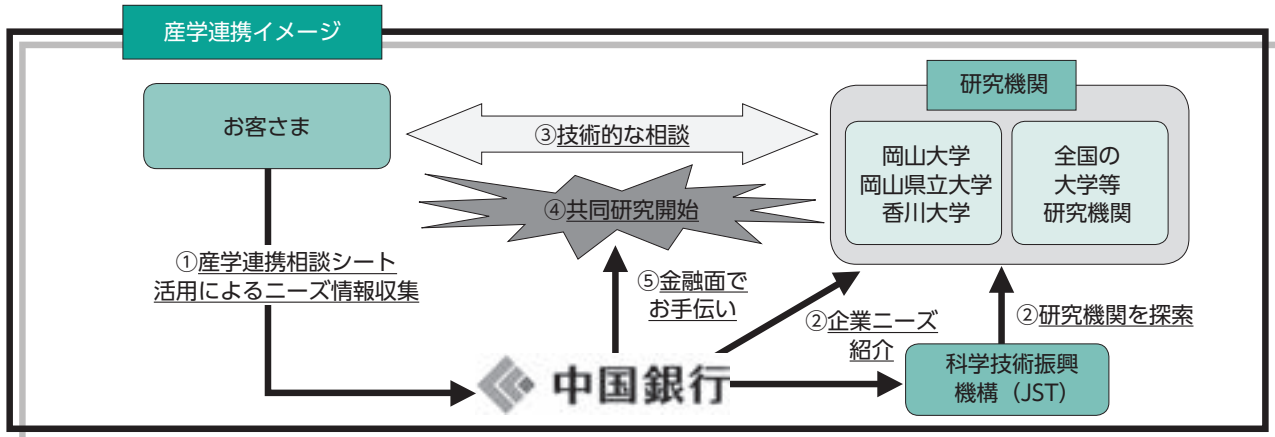 産学連携イメージ
お客さま
③技術的な相談
研究機関
岡山大学
岡山県立大学
香川大学
全国の
大学等
研究機関
④共同研究開始
①産学連携相談シート
活用によるニーズ情報収集
⑤金融面で
お手伝い
②企業ニーズ
紹介
②研究機関を探索
中国銀行
科学技術振興
機構（JST）